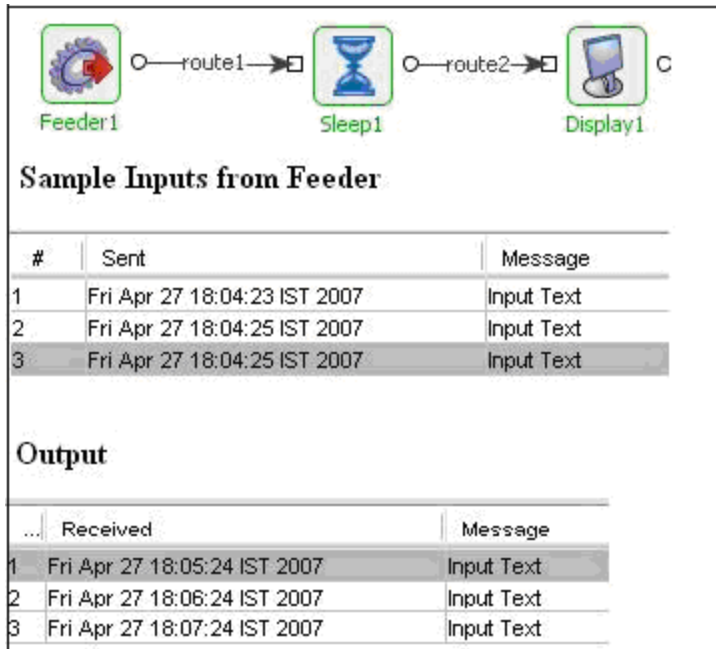 route1
route2
Feeder1
Sleep1
Display1
Sample Inputs from Feeder
# Sent Message
1 Fri Apr 27 18:04:23 IST 2007 Input Text
2 Fri Apr 27 18:04:25 IST 2007 Input Text
3 Fri Apr 27 18:04:25 IST 2007 Input Text
Output
... Received Message
1 Fri Apr 27 18:05:24 IST 2007 Input Text
2 Fri Apr 27 18:06:24 IST 2007 Input Text
3 Fri Apr 27 18:07:24 IST 2007 Input Text